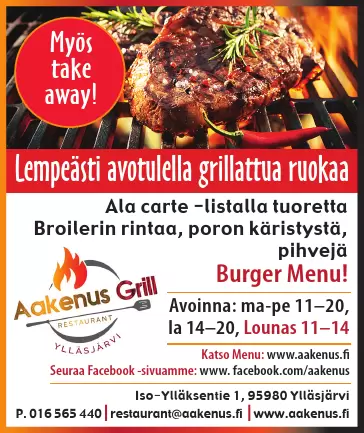 Myös
take
away!
Lempeästi avotulella grillattua ruokaa
Ala carte -listalla tuoretta
Broilerin rintaa, poron käristystä,
pihvejä
Burger Menu!
Aakenus Grill
RESTAURANT
YLLÄSJÄRVI
Avoinna: ma-pe 11–20,
la 14–20, Lounas 11–14
Katso Menu: www.aakenus.fi
Seuraa Facebook -sivuamme: www. facebook.com/aakenus
Iso-Ylläksentie 1, 95980 Ylläsjärvi
P. 016 565 440 | restaurant@aakenus.fi | www.aakenus.fi